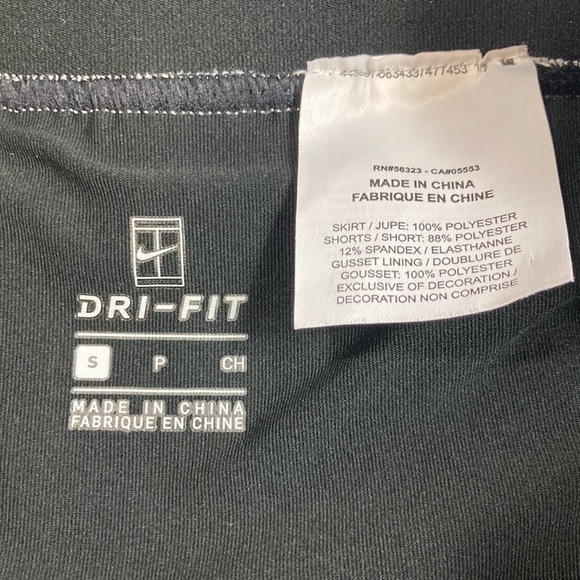 RN#56323 - CA#05553
MADE IN CHINA
FABRIQUE EN CHINE
SKIRT / JUPE: 100% POLYESTER
SHORTS / SHORT: 88% POLYESTER
12% SPANDEX / ELASTHANNE
GUSSET LINING / DOUBLURE DE
GOUSSET: 100% POLYESTER
EXCLUSIVE OF DECORATION /
DECORATION NON COMPRISE
DRI-FIT
S P CH
MADE IN CHINA
FABRIQUE EN CHINE